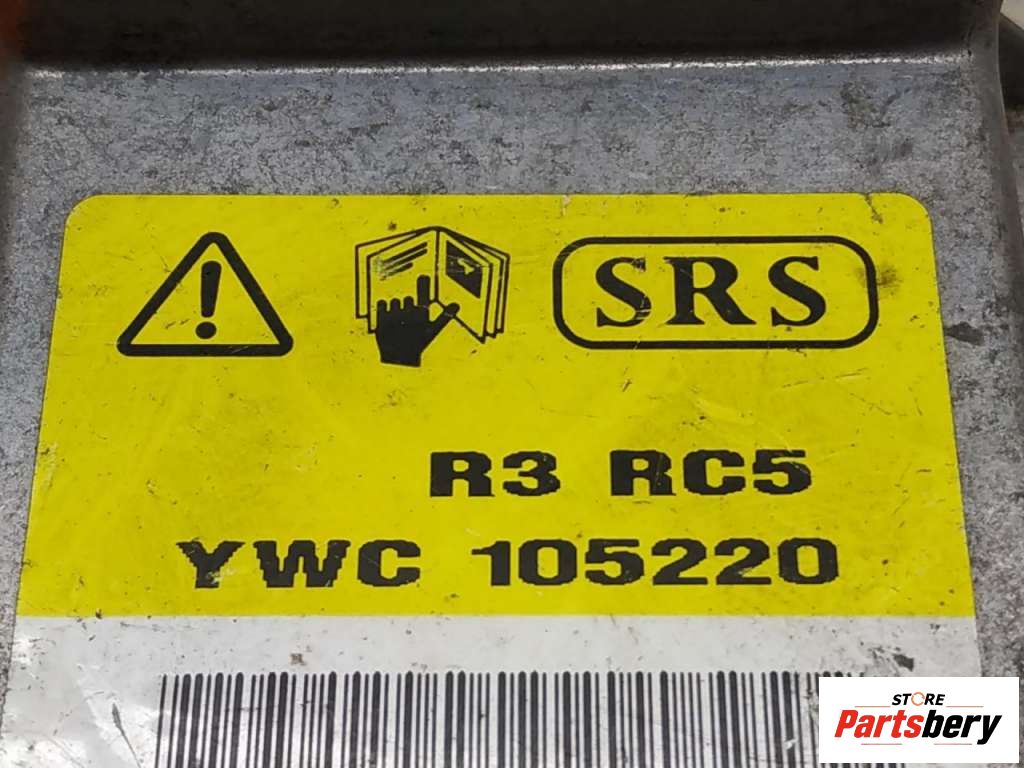 SRS
R3 RC5
YWC 105220
STORE
Partsbery